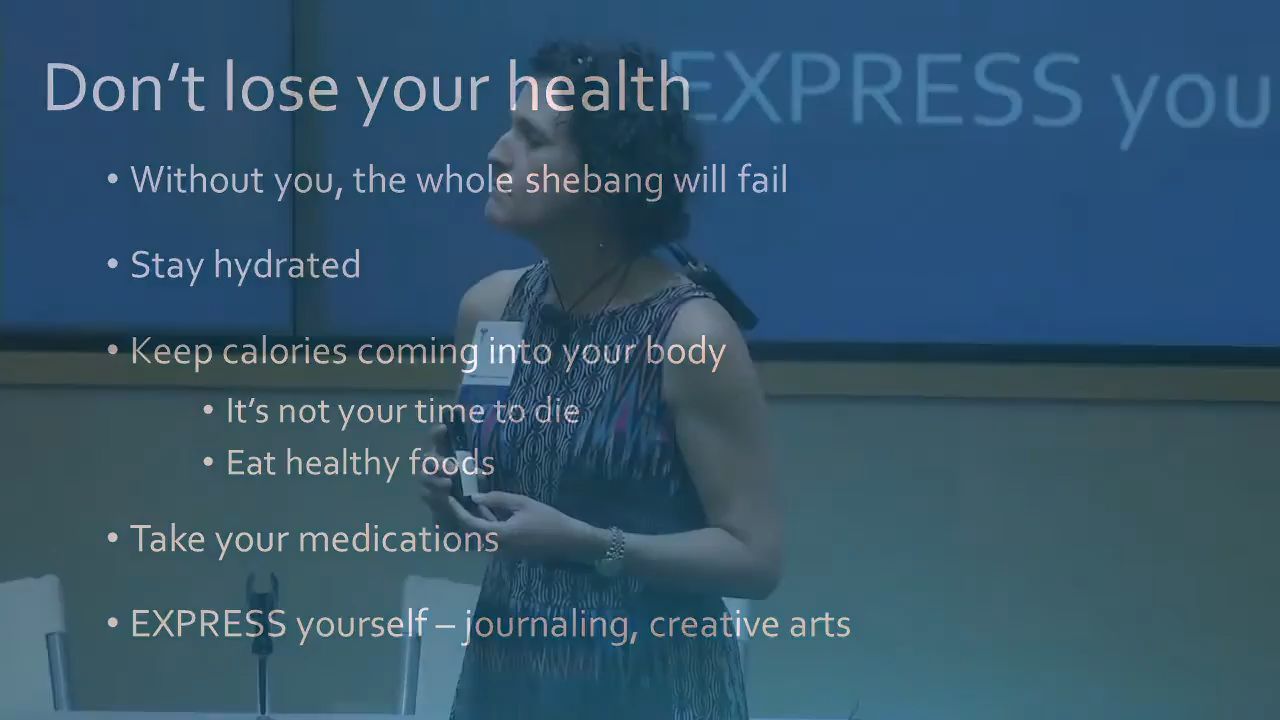 Don't lose your health
EXPRESS you
• Without you, the whole shebang will fail
• Stay hydrated
• Keep calories coming into your body
• It's not your time to die
• Eat healthy foods
• Take your medications
• EXPRESS yourself – journaling, creative arts